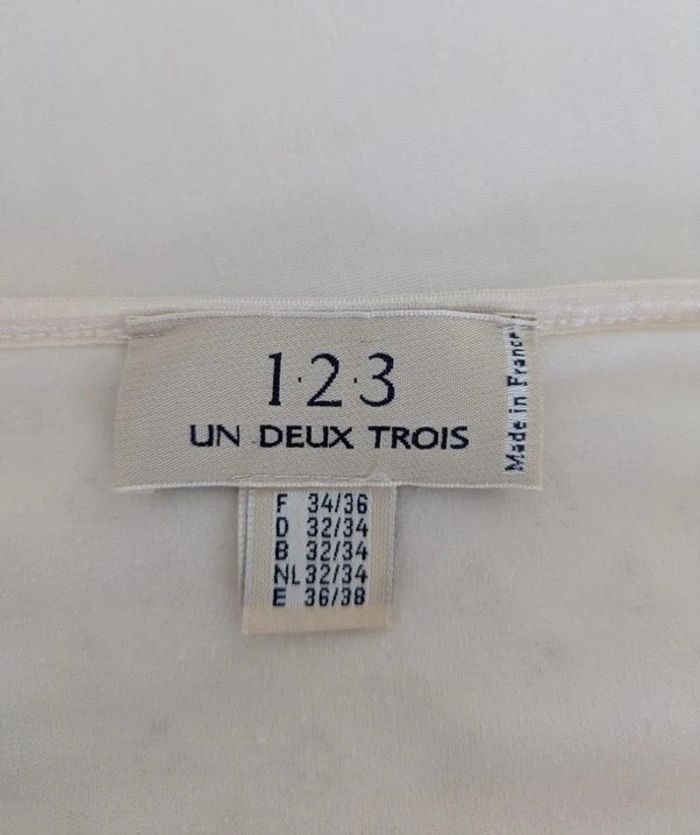 1·2·3
UN DEUX TROIS
Made in France
F 34/36
D 32/34
B 32/34
NL 32/34
E 36/38